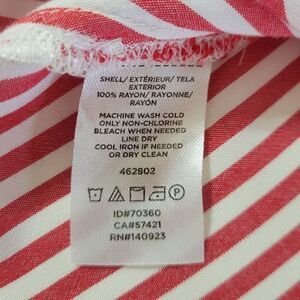 SHELL/ EXTÉRIEUR/ TELA
EXTERIOR
100% RAYON/ RAYONNE/
RAYÓN
MACHINE WASH COLD
ONLY NON-CHLORINE
BLEACH WHEN NEEDED
LINE DRY
COOL IRON IF NEEDED
OR DRY CLEAN
462802
P
ID#70360
CA#57421
RN#140923